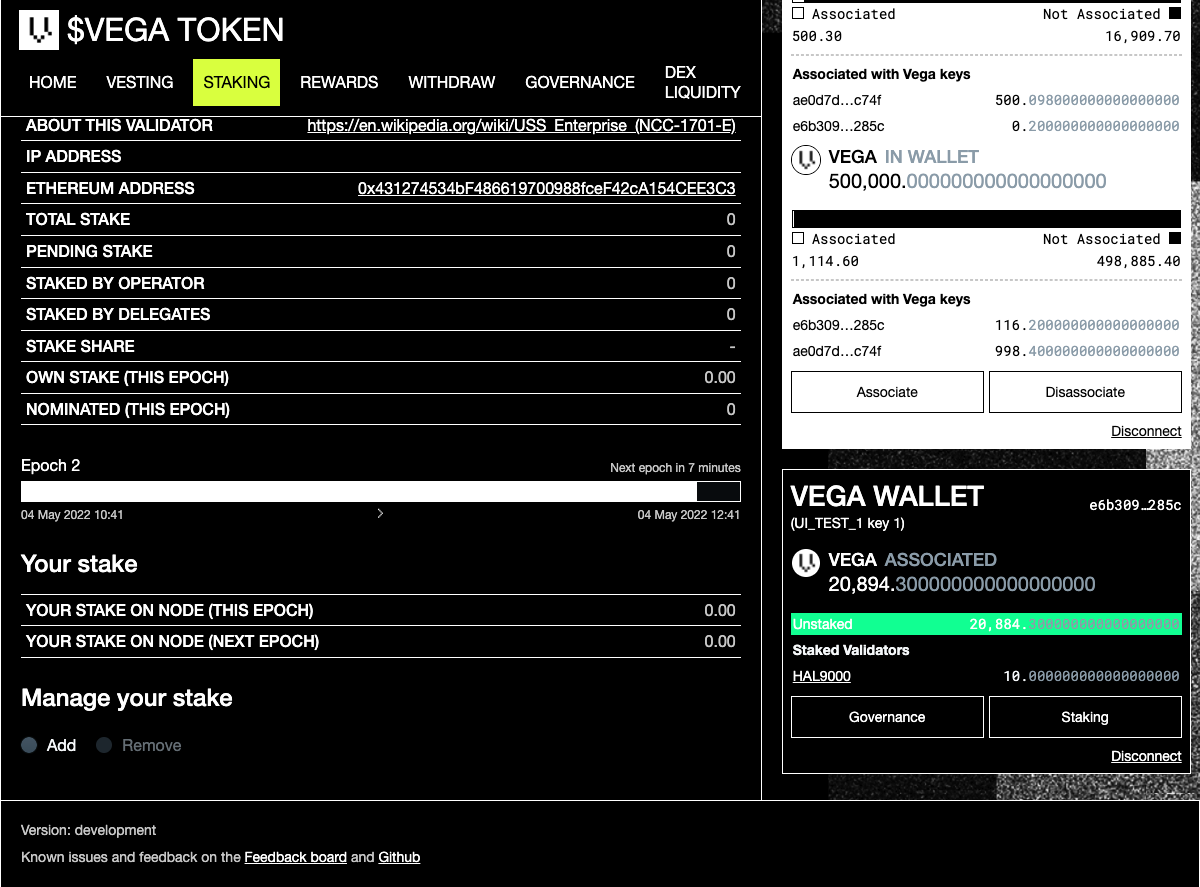 $VEGA TOKEN
HOME VESTING STAKING REWARDS WITHDRAW GOVERNANCE DEX LIQUIDITY
ABOUT THIS VALIDATOR https://en.wikipedia.org/wiki/USS_Enterprise_(NCC-1701-E)
IP ADDRESS
ETHEREUM ADDRESS 0x431274534bF486619700988fceF42cA154CEE3C3
TOTAL STAKE 0
PENDING STAKE 0
STAKED BY OPERATOR 0
STAKED BY DELEGATES 0
STAKE SHARE -
OWN STAKE (THIS EPOCH) 0.00
NOMINATED (THIS EPOCH) 0
Epoch 2 Next epoch in 7 minutes
04 May 2022 10:41 04 May 2022 12:41
Your stake
YOUR STAKE ON NODE (THIS EPOCH) 0.00
YOUR STAKE ON NODE (NEXT EPOCH) 0.00
Manage your stake
Add Remove
Associated Not Associated
500.30 16,909.70
Associated with Vega keys
ae0d7d…c74f 500.098000000000000000
e6b309…285c 0.200000000000000000
VEGA IN WALLET
500,000.000000000000000000
Associated Not Associated
1,114.60 498,885.40
Associated with Vega keys
e6b309…285c 116.200000000000000000
ae0d7d…c74f 998.400000000000000000
Associate Disassociate
Disconnect
VEGA WALLET e6b309…285c
(UI_TEST_1 key 1)
VEGA ASSOCIATED
20,894.300000000000000000
Unstaked 20,884.300000000000000000
Staked Validators
HAL9000 10.000000000000000000
Governance Staking
Disconnect
Version: development
Known issues and feedback on the Feedback board and Github